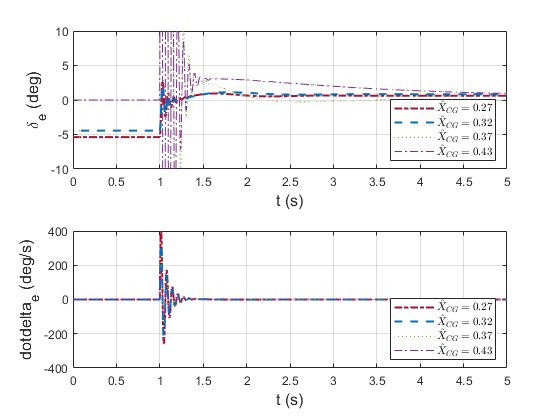 10
5
0
-5
-10
δe (deg)
0 0.5 1 1.5 2 2.5 3 3.5 4 4.5 5
t (s)
X̂CG = 0.27
X̂CG = 0.32
X̂CG = 0.37
X̂CG = 0.43
400
200
0
-200
-400
dotdeltae (deg/s)
0 0.5 1 1.5 2 2.5 3 3.5 4 4.5 5
t (s)
X̂CG = 0.27
X̂CG = 0.32
X̂CG = 0.37
X̂CG = 0.43